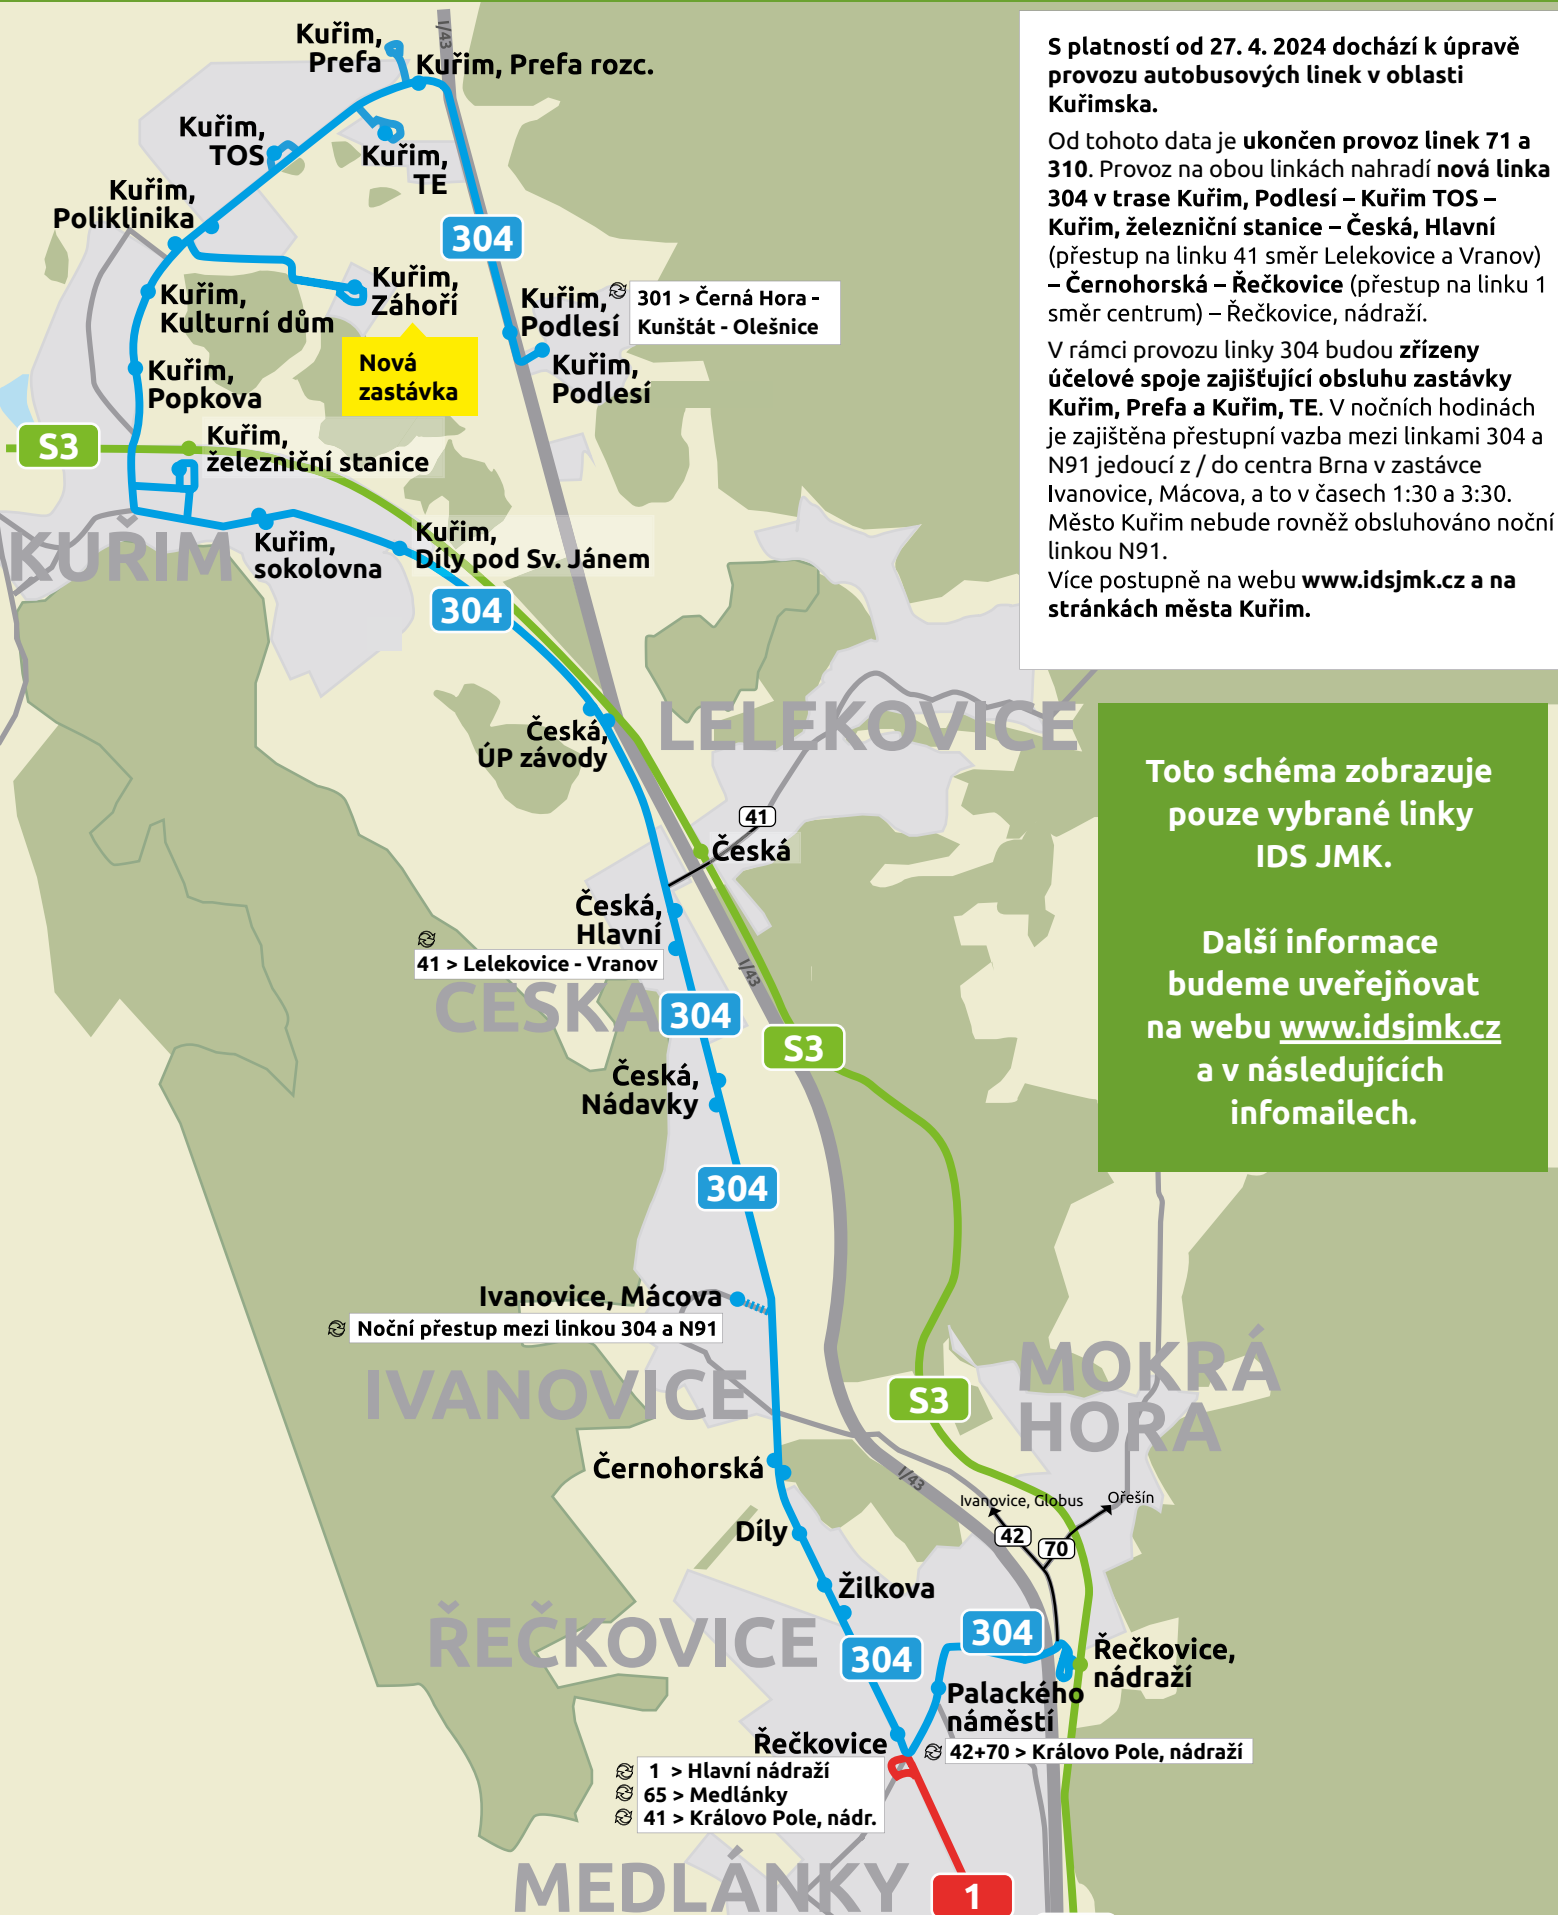 I/43
Kuřim,
Prefa
Kuřim, Prefa rozc.
Kuřim,
TOS
Kuřim,
TE
Kuřim,
Poliklinika
304
Kuřim,
Záhoří
Nová
zastávka
Kuřim,
Podlesí
301 > Černá Hora -
Kunštát - Olešnice
Kuřim,
Podlesí
Kuřim,
Kulturní dům
Kuřim,
Popkova
S3
Kuřim,
železniční stanice
KUŘIM
Kuřim,
sokolovna
Kuřim,
Díly pod Sv. Jánem
304
S platností od 27. 4. 2024 dochází k úpravě
provozu autobusových linek v oblasti
Kuřimska.
Od tohoto data je ukončen provoz linek 71 a
310. Provoz na obou linkách nahradí nová linka
304 v trase Kuřim, Podlesí – Kuřim TOS –
Kuřim, železniční stanice – Česká, Hlavní
(přestup na linku 41 směr Lelekovice a Vranov)
– Černohorská – Řečkovice (přestup na linku 1
směr centrum) – Řečkovice, nádraží.
V rámci provozu linky 304 budou zřízeny
účelové spoje zajišťující obsluhu zastávky
Kuřim, Prefa a Kuřim, TE. V nočních hodinách
je zajištěna přestupní vazba mezi linkami 304 a
N91 jedoucí z / do centra Brna v zastávce
Ivanovice, Mácova, a to v časech 1:30 a 3:30.
Město Kuřim nebude rovněž obsluhováno noční
linkou N91.
Více postupně na webu www.idsjmk.cz a na
stránkách města Kuřim.
Toto schéma zobrazuje
pouze vybrané linky
IDS JMK.
Další informace
budeme uveřejňovat
na webu www.idsjmk.cz
a v následujících
infomailech.
LELEKOVICE
Česká,
ÚP závody
41
Česká
Česká,
Hlavní
41 > Lelekovice - Vranov
I/43
ČESKÁ
304
S3
Česká,
Nádavky
304
Ivanovice, Mácova
Noční přestup mezi linkou 304 a N91
IVANOVICE
MOKRÁ
HORA
S3
Černohorská
I/43
Ivanovice, Globus
Ořešín
42
70
Díly
Žilkova
ŘEČKOVICE
304
304
Řečkovice,
nádraží
Palackého
náměstí
42+70 > Královo Pole, nádraží
Řečkovice
1 > Hlavní nádraží
65 > Medlánky
41 > Královo Pole, nádr.
MEDLÁNKY
1